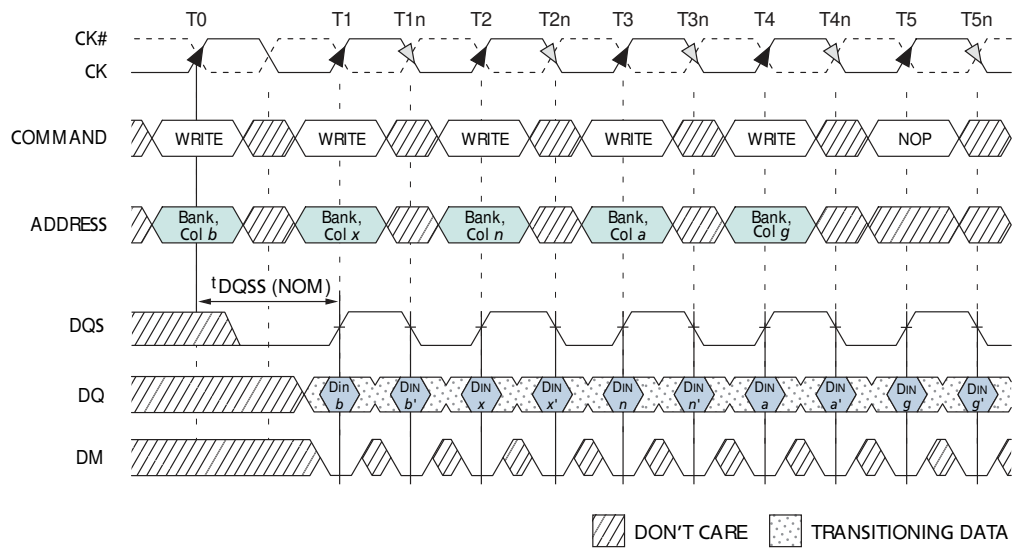 T0 T1 T1n T2 T2n T3 T3n T4 T4n T5 T5n
CK#
CK
COMMAND WRITE WRITE WRITE WRITE WRITE NOP
ADDRESS Bank, Col b Bank, Col x Bank, Col n Bank, Col a Bank, Col g
tDQSS (NOM)
DQS
DQ Din b DIN b' DIN x DIN x' DIN n DIN n' DIN a DIN a' DIN g DIN g'
DM
DON'T CARE TRANSITIONING DATA